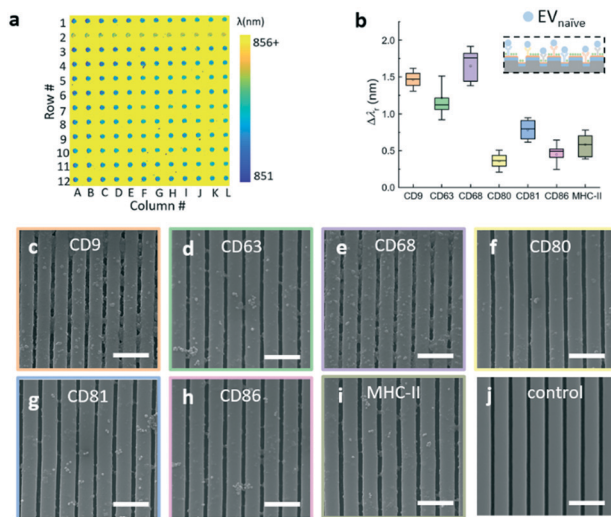 a
λ(nm)
1
2
3
4
5
6
7
8
9
10
11
12
Row #
A B C D E F G H I J K L
Column #
856+
851
b
EVnaïve
2.0
1.5
1.0
0.5
0.0
Δλr (nm)
CD9 CD63 CD68 CD80 CD81 CD86 MHC-II
c CD9
d CD63
e CD68
f CD80
g CD81
h CD86
i MHC-II
j control